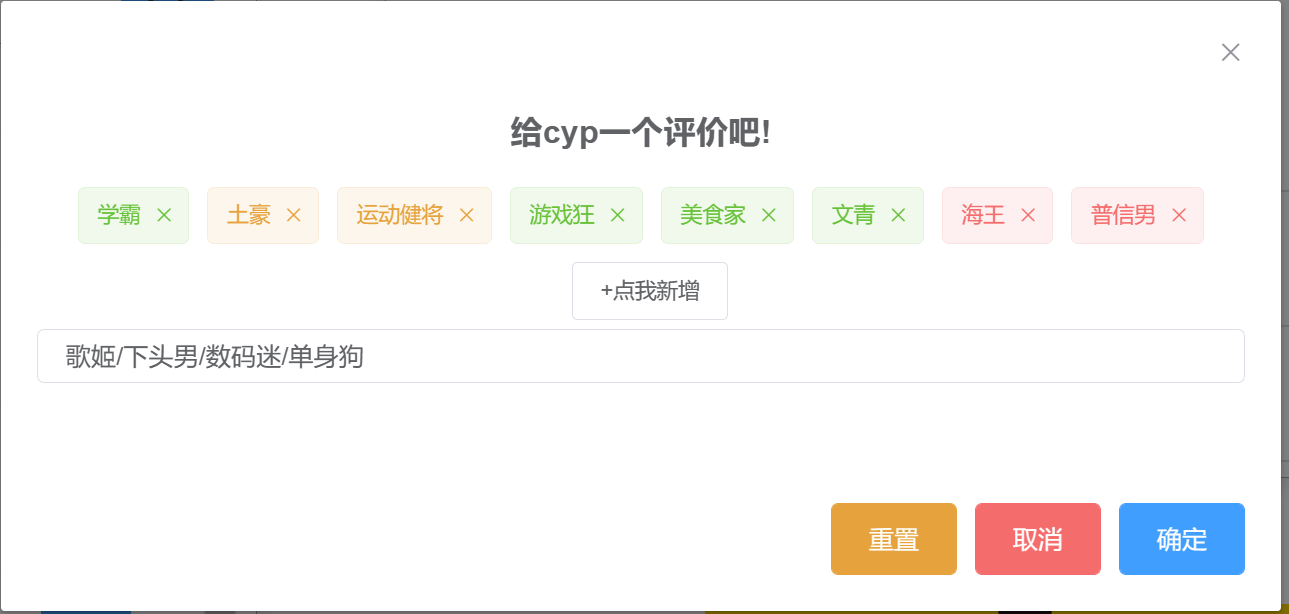 给cyp一个评价吧!
学霸 土豪 运动健将 游戏狂 美食家 文青 海王 普信男
+点我新增
歌姬/下头男/数码迷/单身狗
重置 取消 确定